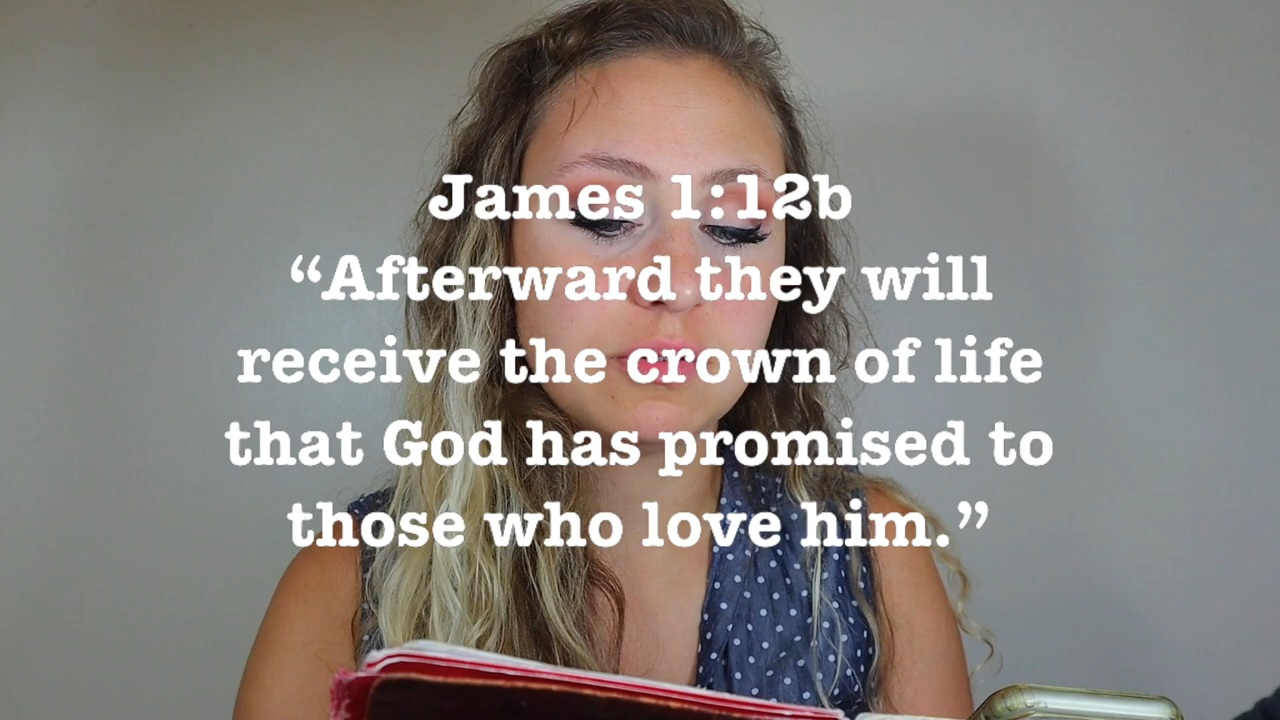 James 1:12b
“Afterward they will
receive the crown of life
that God has promised to
those who love him.”